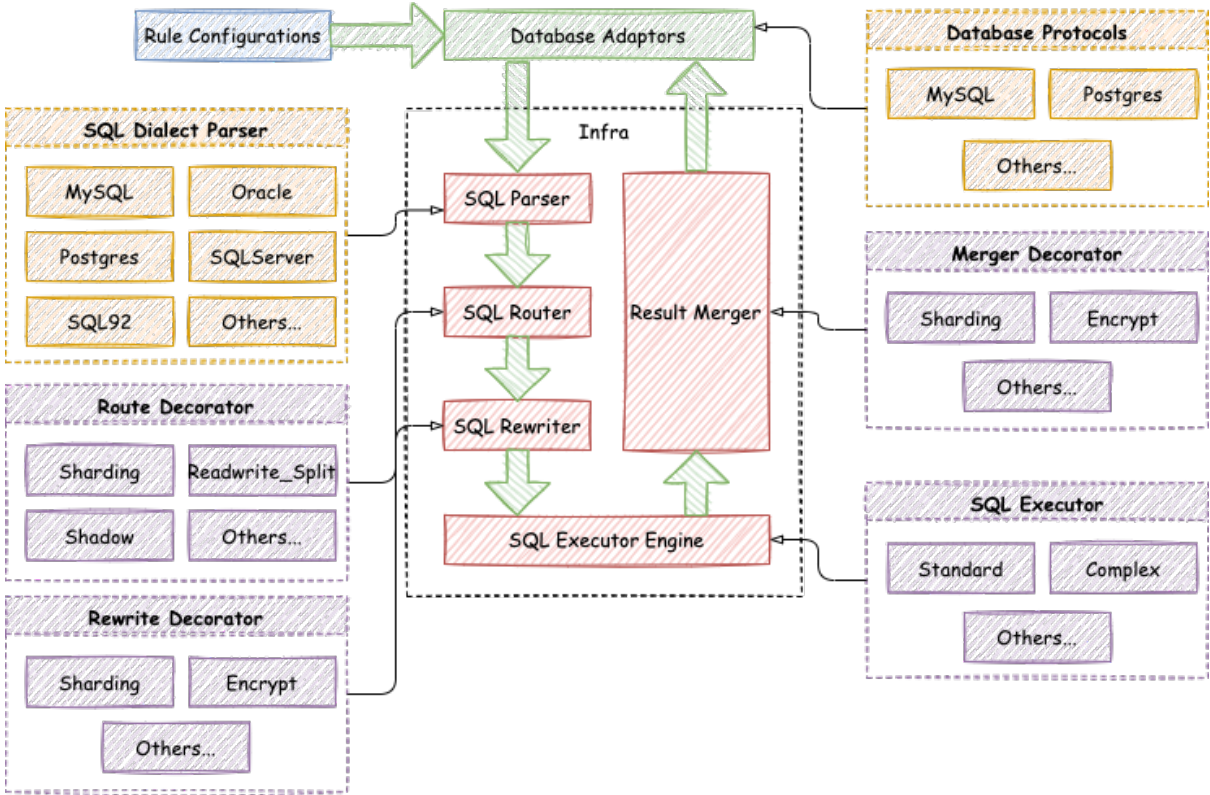 Rule Configurations
Database Adaptors
Database Protocols
MySQL
Postgres
Others...
SQL Dialect Parser
MySQL
Oracle
Postgres
SQLServer
SQL92
Others...
Infra
SQL Parser
SQL Router
SQL Rewriter
Result Merger
SQL Executor Engine
Merger Decorator
Sharding
Encrypt
Others...
Route Decorator
Sharding
Readwrite_Split
Shadow
Others...
SQL Executor
Standard
Complex
Others...
Rewrite Decorator
Sharding
Encrypt
Others...